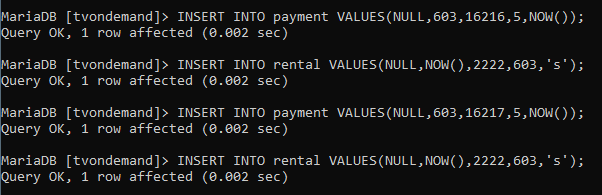 MariaDB [tvondemand]> INSERT INTO payment VALUES(NULL,603,16216,5,NOW());
Query OK, 1 row affected (0.002 sec)
MariaDB [tvondemand]> INSERT INTO rental VALUES(NULL,NOW(),2222,603,'s');
Query OK, 1 row affected (0.002 sec)
MariaDB [tvondemand]> INSERT INTO payment VALUES(NULL,603,16217,5,NOW());
Query OK, 1 row affected (0.002 sec)
MariaDB [tvondemand]> INSERT INTO rental VALUES(NULL,NOW(),2222,603,'s');
Query OK, 1 row affected (0.002 sec)